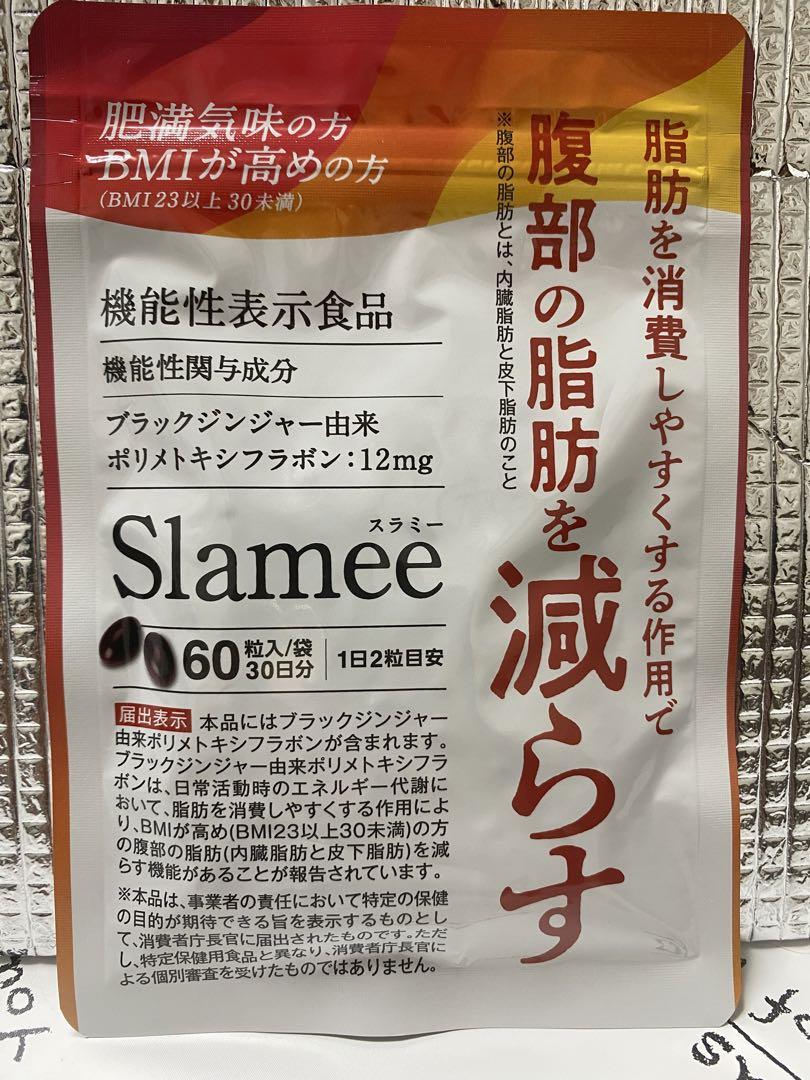 脂肪を消費しやすくする作用で
腹部の脂肪を減らす
※腹部の脂肪とは、内臓脂肪と皮下脂肪のこと
肥満気味の方
BMIが高めの方
(BMI23以上30未満)
機能性表示食品
機能性関与成分
ブラックジンジャー由来
ポリメトキシフラボン:12mg
スラミー
Slamee
60粒入/袋
30日分
1日2粒目安
届出表示 本品にはブラックジンジャー
由来ポリメトキシフラボンが含まれます。
ブラックジンジャー由来ポリメトキシフラ
ボンは、日常活動時のエネルギー代謝に
おいて、脂肪を消費しやすくする作用によ
り、BMIが高め(BMI23以上30未満)の方
の腹部の脂肪(内臓脂肪と皮下脂肪)を減
らす機能があることが報告されています。
※本品は、事業者の責任において特定の保健
の目的が期待できる旨を表示するものとし
て、消費者庁長官に届出されたものです。ただ
し、特定保健用食品と異なり、消費者庁長官に
よる個別審査を受けたものではありません。